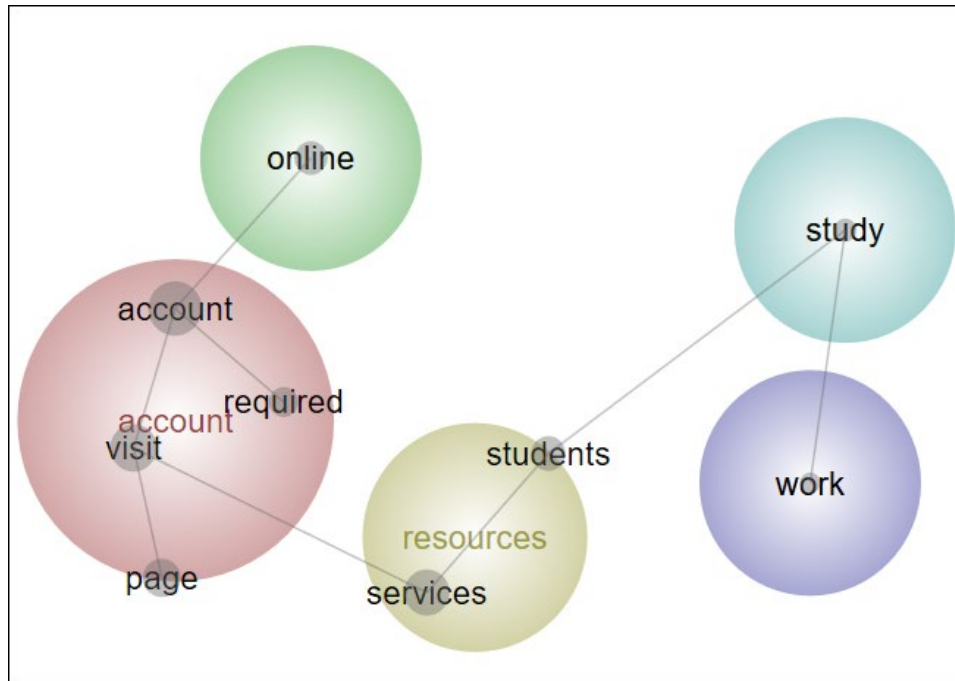 online
study
account
required
account
visit
students
work
resources
page
services